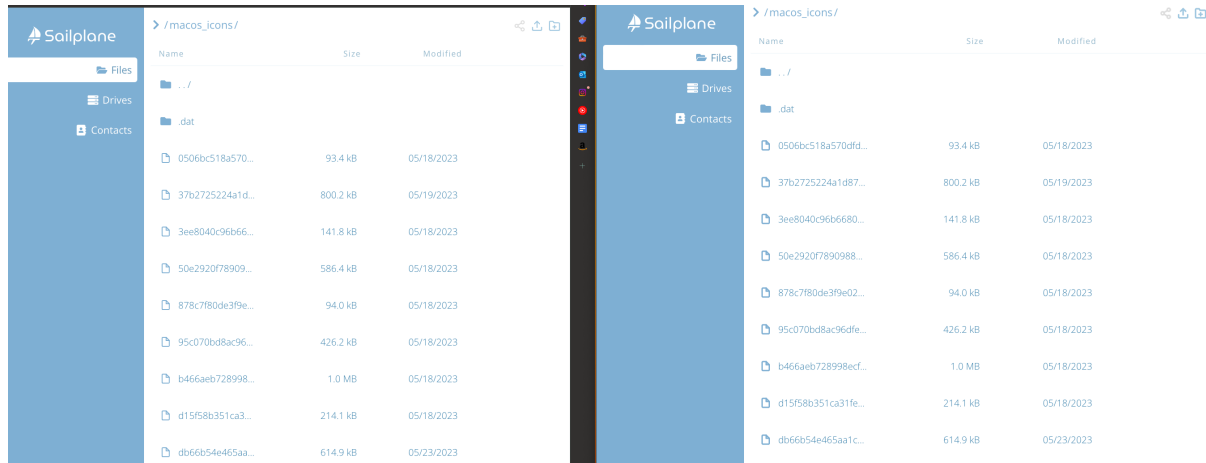 Sailplane
Files
Drives
Contacts
/macos_icons/
Name Size Modified
../
.dat
0506bc518a570... 93.4 kB 05/18/2023
37b2725224a1d... 800.2 kB 05/19/2023
3ee8040c96b66... 141.8 kB 05/18/2023
50e2920f78909... 586.4 kB 05/18/2023
878c7f80de3f9e... 94.0 kB 05/18/2023
95c070bd8ac96... 426.2 kB 05/18/2023
b466aeb728998... 1.0 MB 05/18/2023
d15f58b351ca3... 214.1 kB 05/18/2023
db66b54e465aa... 614.9 kB 05/23/2023
Sailplane
Files
Drives
Contacts
/macos_icons/
Name Size Modified
../
.dat
0506bc518a570dfd... 93.4 kB 05/18/2023
37b2725224a1d87... 800.2 kB 05/19/2023
3ee8040c96b6680... 141.8 kB 05/18/2023
50e2920f7890988... 586.4 kB 05/18/2023
878c7f80de3f9e02... 94.0 kB 05/18/2023
95c070bd8ac96dfe... 426.2 kB 05/18/2023
b466aeb728998ecf... 1.0 MB 05/18/2023
d15f58b351ca31fe... 214.1 kB 05/18/2023
db66b54e465aa1c... 614.9 kB 05/23/2023